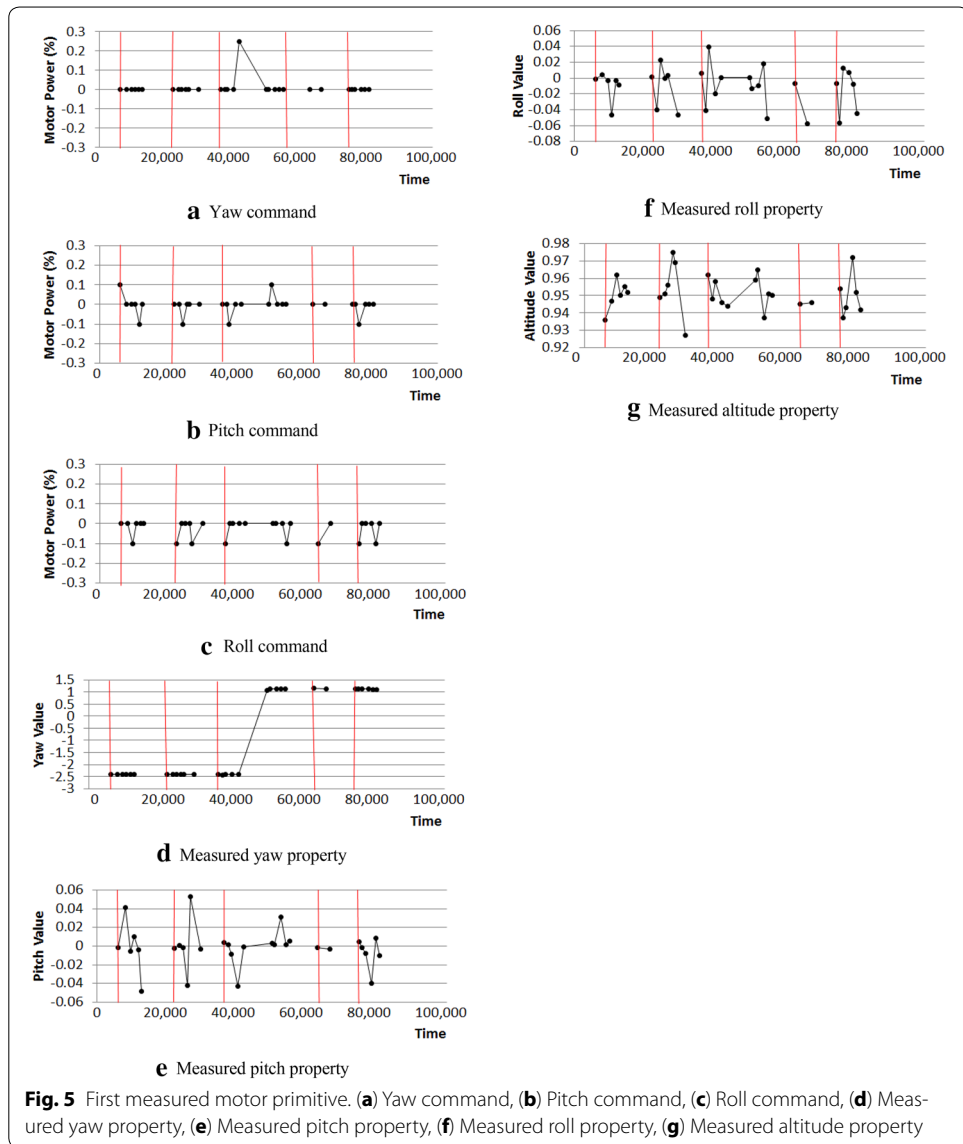 0.3
0.2
0.1
0
-0.1
-0.2
-0.3
Motor Power (%)
0 20,000 40,000 60,000 80,000 100,000
Time
a Yaw command
0.3
0.2
0.1
0
-0.1
-0.2
-0.3
Motor Power (%)
0 20,000 40,000 60,000 80,000 100,000
Time
b Pitch command
0.3
0.2
0.1
0
-0.1
-0.2
-0.3
Motor Power (%)
0 20,000 40,000 60,000 80,000 100,000
Time
c Roll command
1.5
1
0.5
0
-0.5
-1
-1.5
-2
-2.5
-3
Yaw Value
0 20,000 40,000 60,000 80,000 100,000
Time
d Measured yaw property
0.06
0.04
0.02
0
-0.02
-0.04
-0.06
Pitch Value
0 20,000 40,000 60,000 80,000 100,000
Time
e Measured pitch property
0.06
0.04
0.02
0
-0.02
-0.04
-0.06
-0.08
Roll Value
0 20,000 40,000 60,000 80,000 100,000
Time
f Measured roll property
0.98
0.97
0.96
0.95
0.94
0.93
0.92
Altitude Value
0 20,000 40,000 60,000 80,000 100,000
Time
g Measured altitude property
Fig. 5 First measured motor primitive. (a) Yaw command, (b) Pitch command, (c) Roll command, (d) Meas-
ured yaw property, (e) Measured pitch property, (f) Measured roll property, (g) Measured altitude property